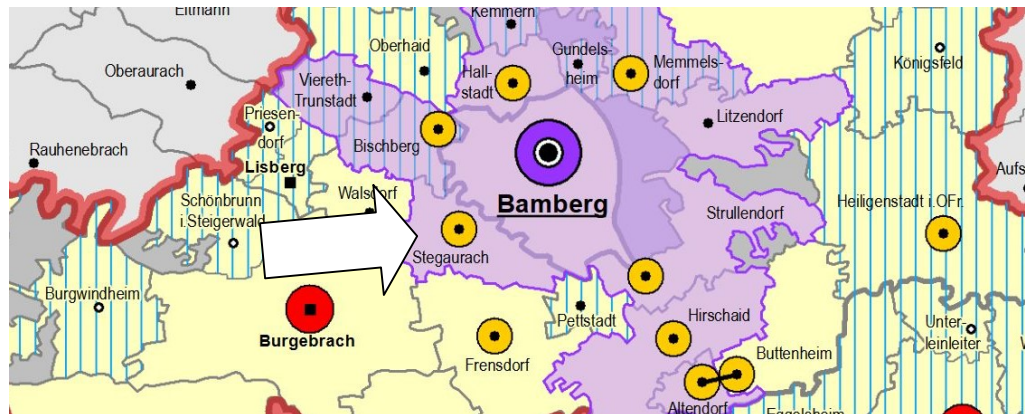 Eltmann
Kemmern
Oberhaid
Gundels-
heim
Memmels-
dorf
Königsfeld
Oberaurach
Viereth-
Trunstadt
Hall-
stadt
Litzendorf
Priesen-
dorf
Bischberg
Rauhenebrach
Lisberg
Aufs
Walsdorf
Schönbrunn
i.Steigerwald
Bamberg
Strullendorf
Heiligenstadt i.OFr.
Stegaurach
Burgwindheim
Pettstadt
Hirschaid
Unter-
leinleiter
Burgebrach
Frensdorf
Buttenheim
Altendorf
Eggolsheim